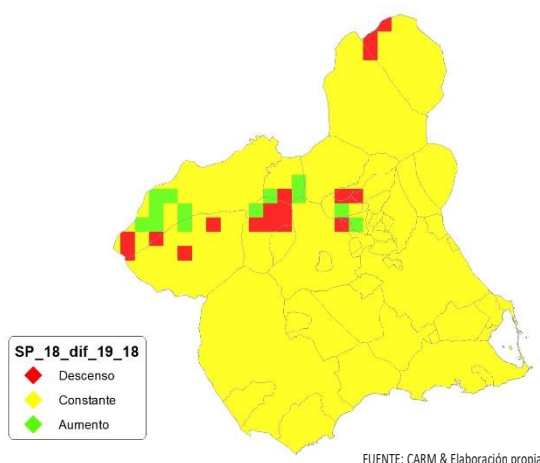 SP_18_dif_19_18
Descenso
Constante
Aumento
FUENTE: CARM & Elaboración propia